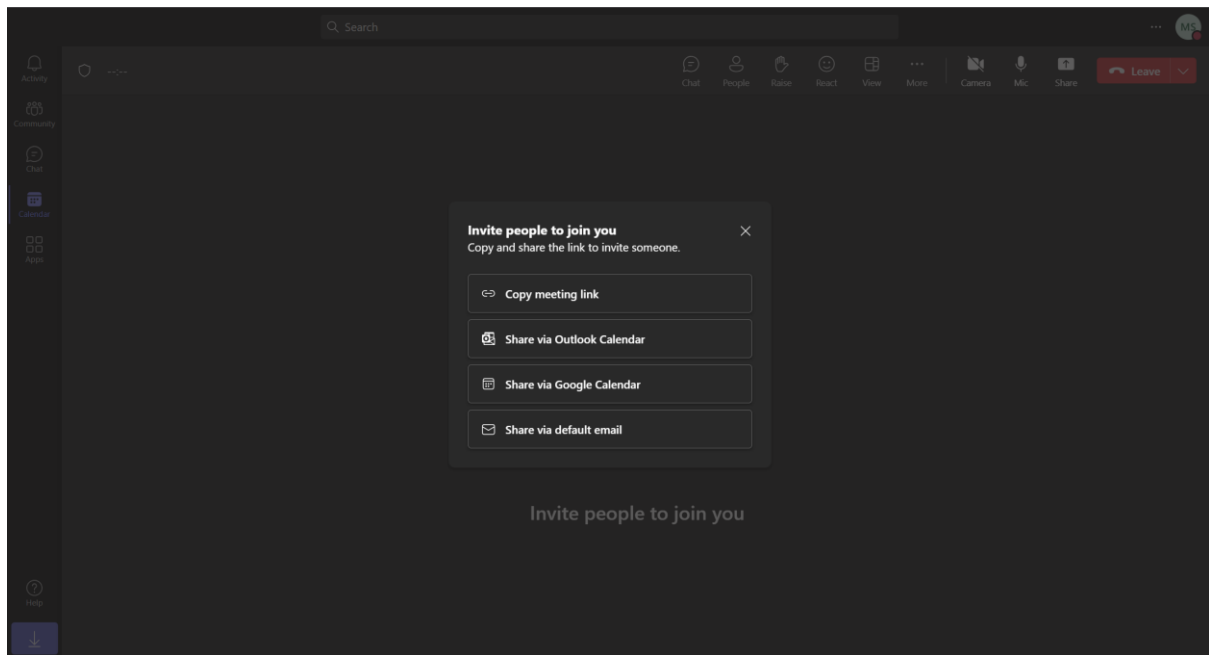 Search
...
MS
Activity
--:--
Chat
People
Raise
React
View
More
Camera
Mic
Share
Leave
Community
Chat
Calendar
Apps
Invite people to join you
Copy and share the link to invite someone.
Copy meeting link
Share via Outlook Calendar
Share via Google Calendar
Share via default email
Invite people to join you
Help